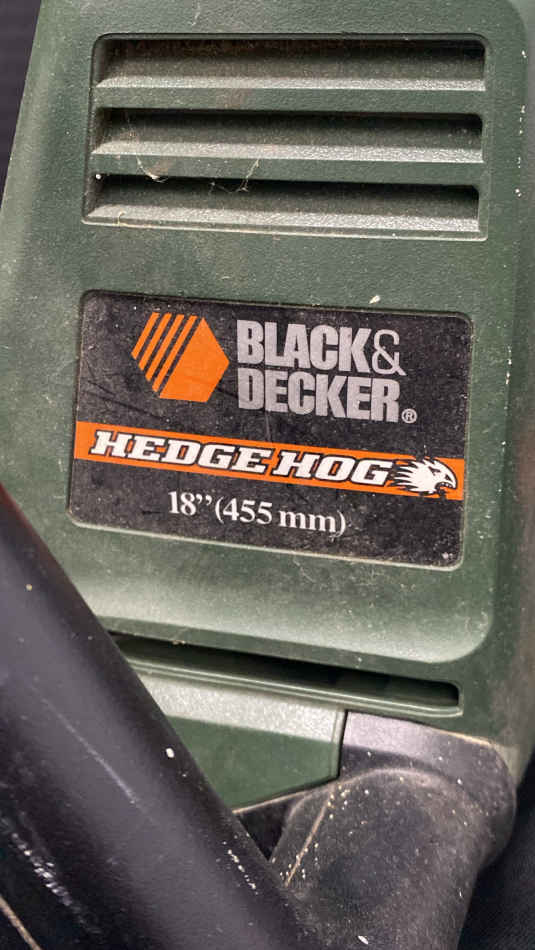 BLACK&
DECKER®
HEDGE HOG
18”(455 mm)